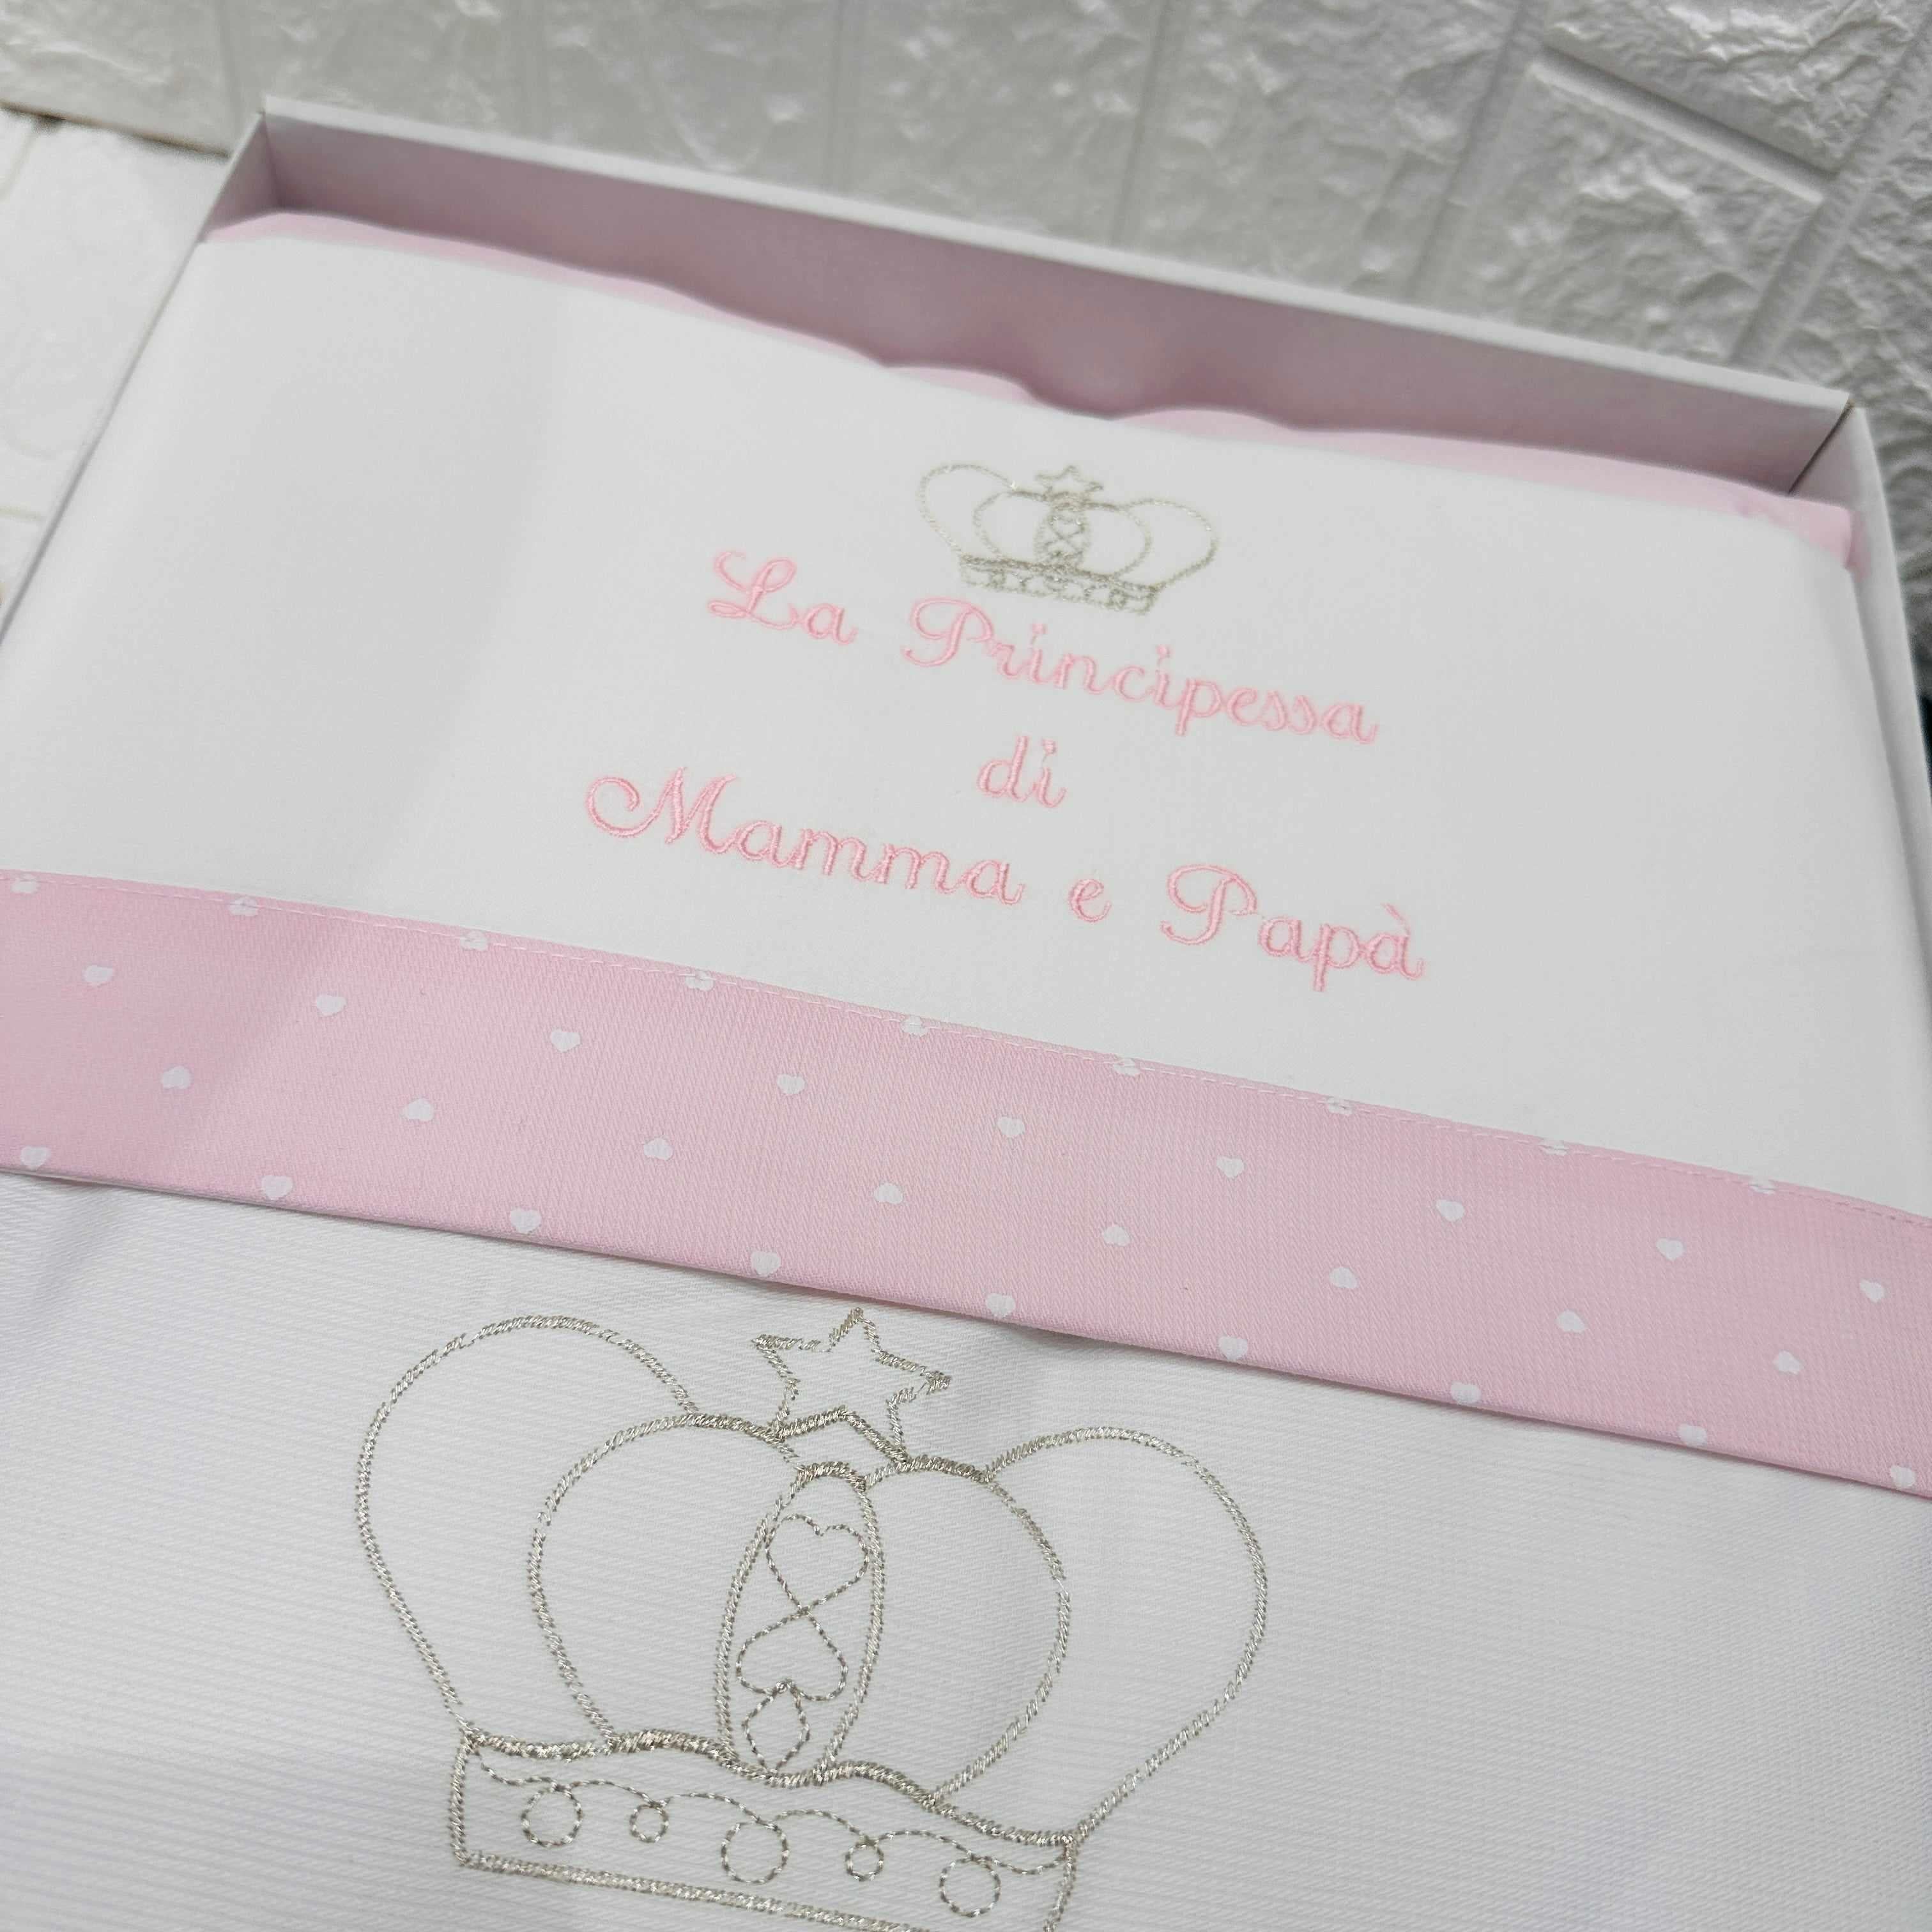 La Principessa
di
Mamma e Papà